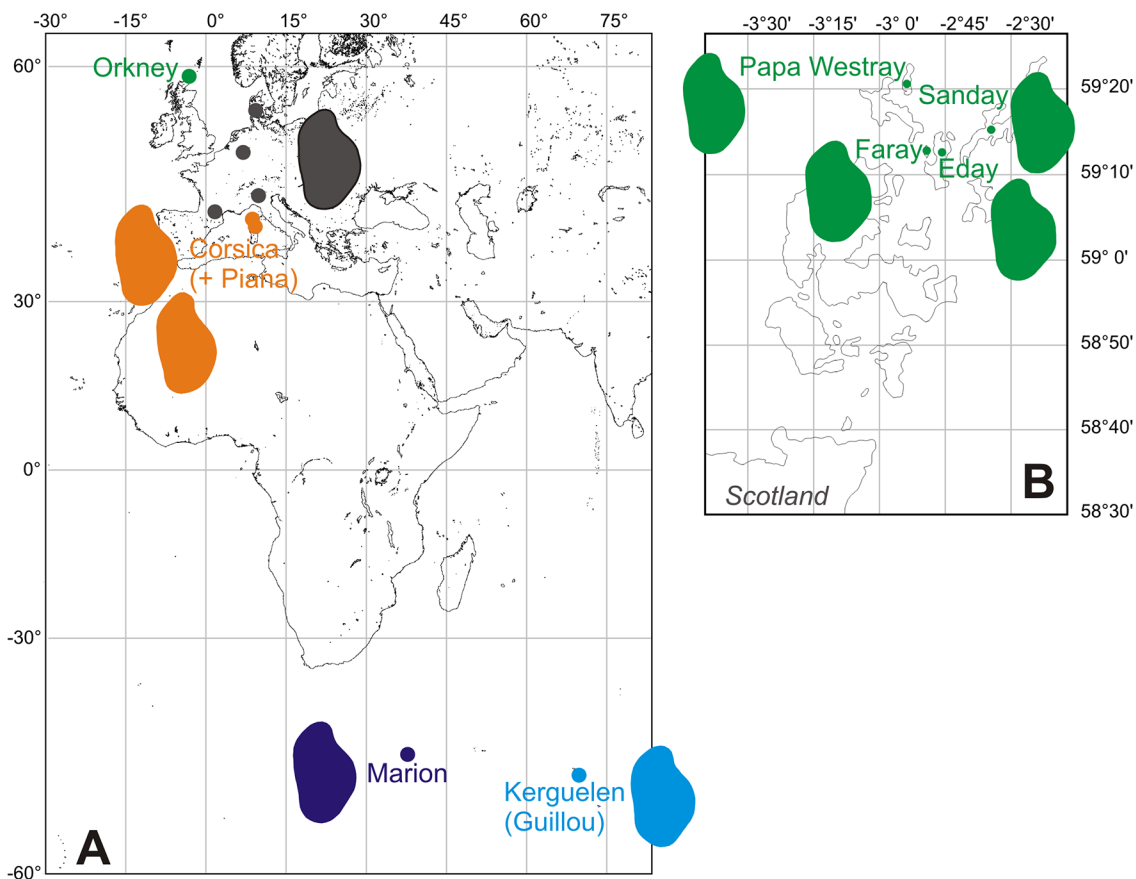 -30° -15° 0° 15° 30° 45° 60° 75°
60°
30°
0°
-30°
-60°
Orkney
Corsica
(+ Piana)
Marion
Kerguelen
(Guillou)
A
-3°30' -3°15' -3° 0' -2°45' -2°30'
59°20'
59°10'
59° 0'
58°50'
58°40'
58°30'
Papa Westray
Sanday
Faray
Eday
Scotland
B